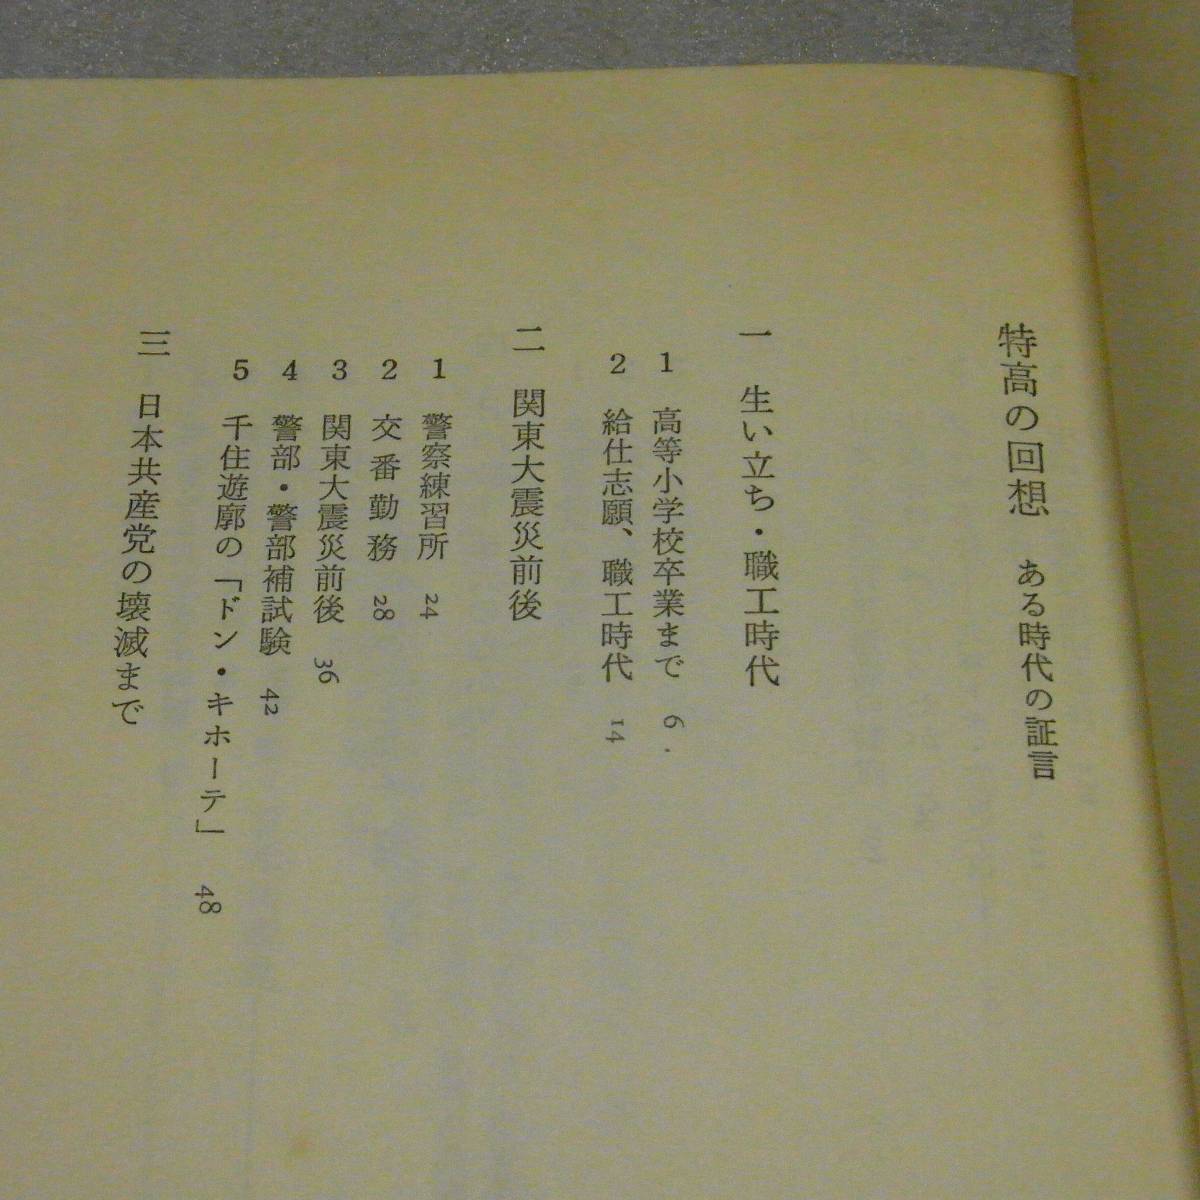 特高の回想　ある時代の証言
一　生い立ち・職工時代
1　高等小学校卒業まで　6
2　給仕志願、職工時代　14
二　関東大震災前後
1　警察練習所　24
2　交番勤務　28
3　関東大震災前後　36
4　警部・警部補試験　42
5　千住遊廓の「ドン・キホーテ」　48
三　日本共産党の壊滅まで